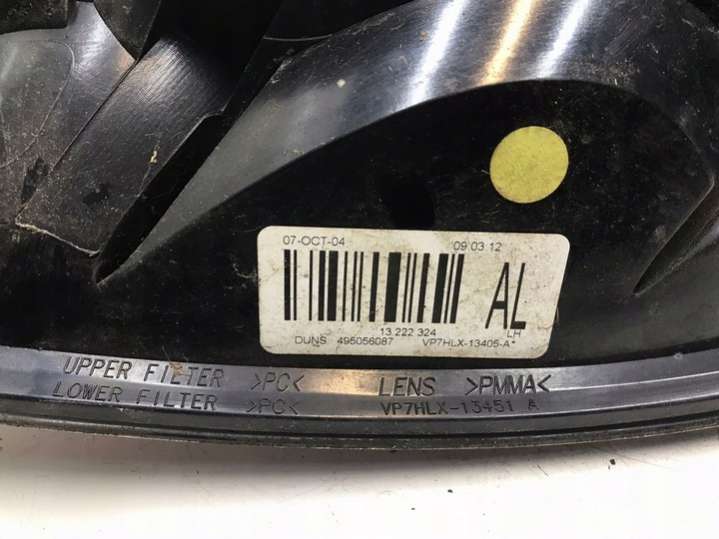 07-OCT-04 09 03 12
AL
13 222 324
LH
DUNS 495056087 VP7HLX-13405-A*
UPPER FILTER >PC< LENS >PMMA<
LOWER FILTER >PC< VP7HLX-13451 A